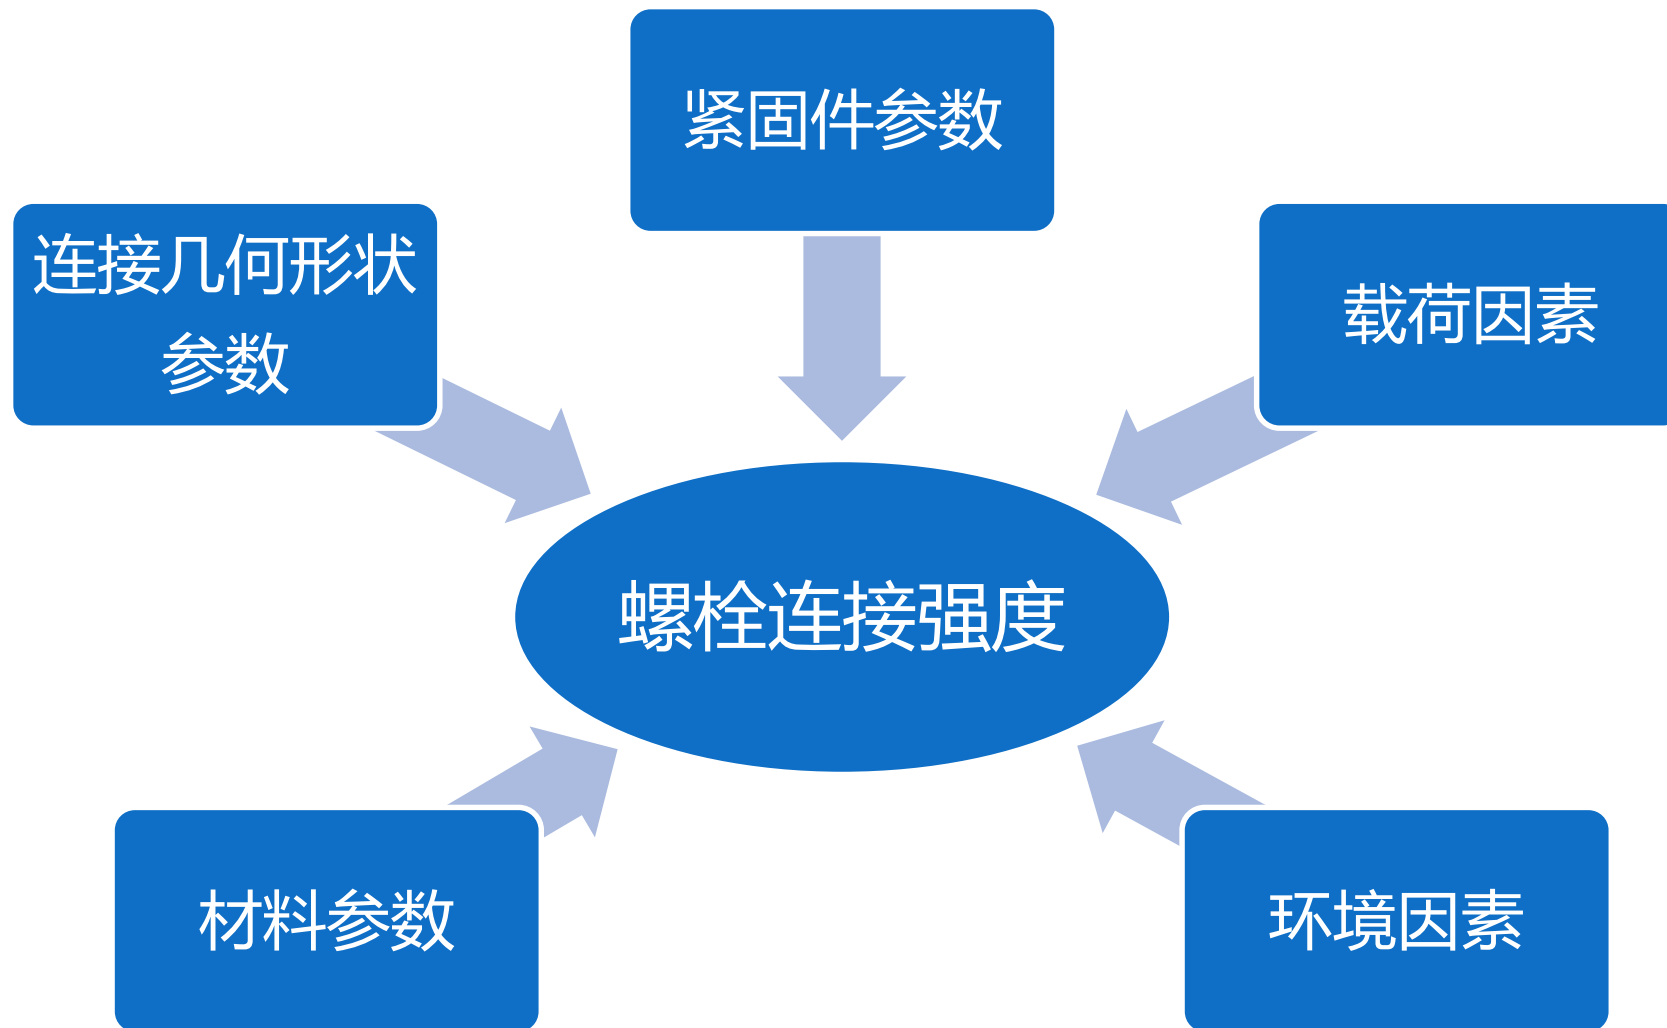 紧固件参数
连接几何形状
参数
载荷因素
螺栓连接强度
材料参数
环境因素